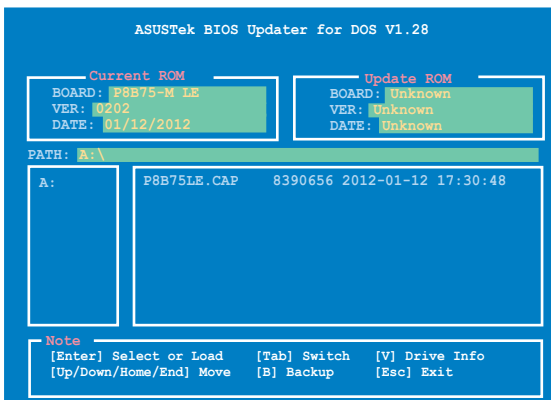 ASUSTek BIOS Updater for DOS V1.28
Current ROM
BOARD: P8B75-M LE
VER: 0202
DATE: 01/12/2012
Update ROM
BOARD: Unknown
VER: Unknown
DATE: Unknown
PATH: A:\
A:
P8B75LE.CAP 8390656 2012-01-12 17:30:48
Note
[Enter] Select or Load [Tab] Switch [V] Drive Info
[Up/Down/Home/End] Move [B] Backup [Esc] Exit